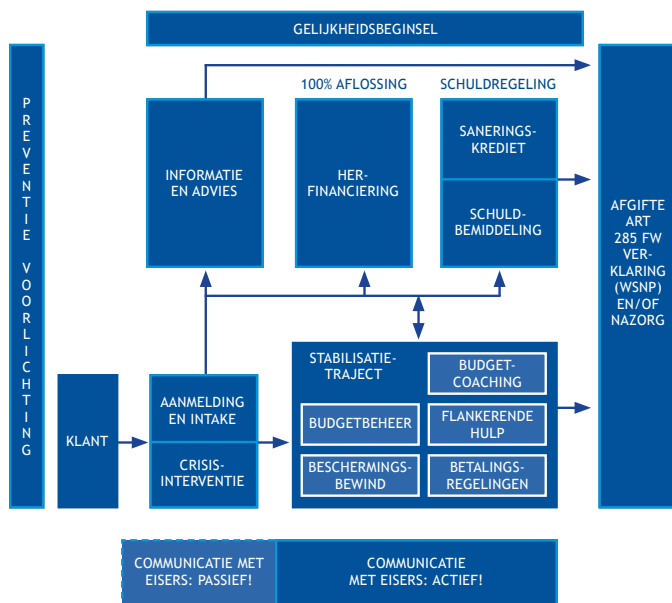 GELIJKHEIDSBEGINSEL
PREVENTIE VOORLICHTING
100% AFLOSSING
SCHULDREGELING
INFORMATIE
EN ADVIES
HER-
FINANCIERING
SANERINGS-
KREDIET
SCHULD-
BEMIDDELING
AFGIFTE
ART
285 FW
VER-
KLARING
(WSNP)
EN/OF
NAZORG
KLANT
AANMELDING
EN INTAKE
CRISIS-
INTERVENTIE
STABILISATIE-
TRAJECT
BUDGET-
COACHING
BUDGETBEHEER
FLANKERENDE
HULP
BESCHERMINGS-
BEWIND
BETALINGS-
REGELINGEN
COMMUNICATIE MET
EISERS: PASSIEF!
COMMUNICATIE
MET EISERS: ACTIEF!